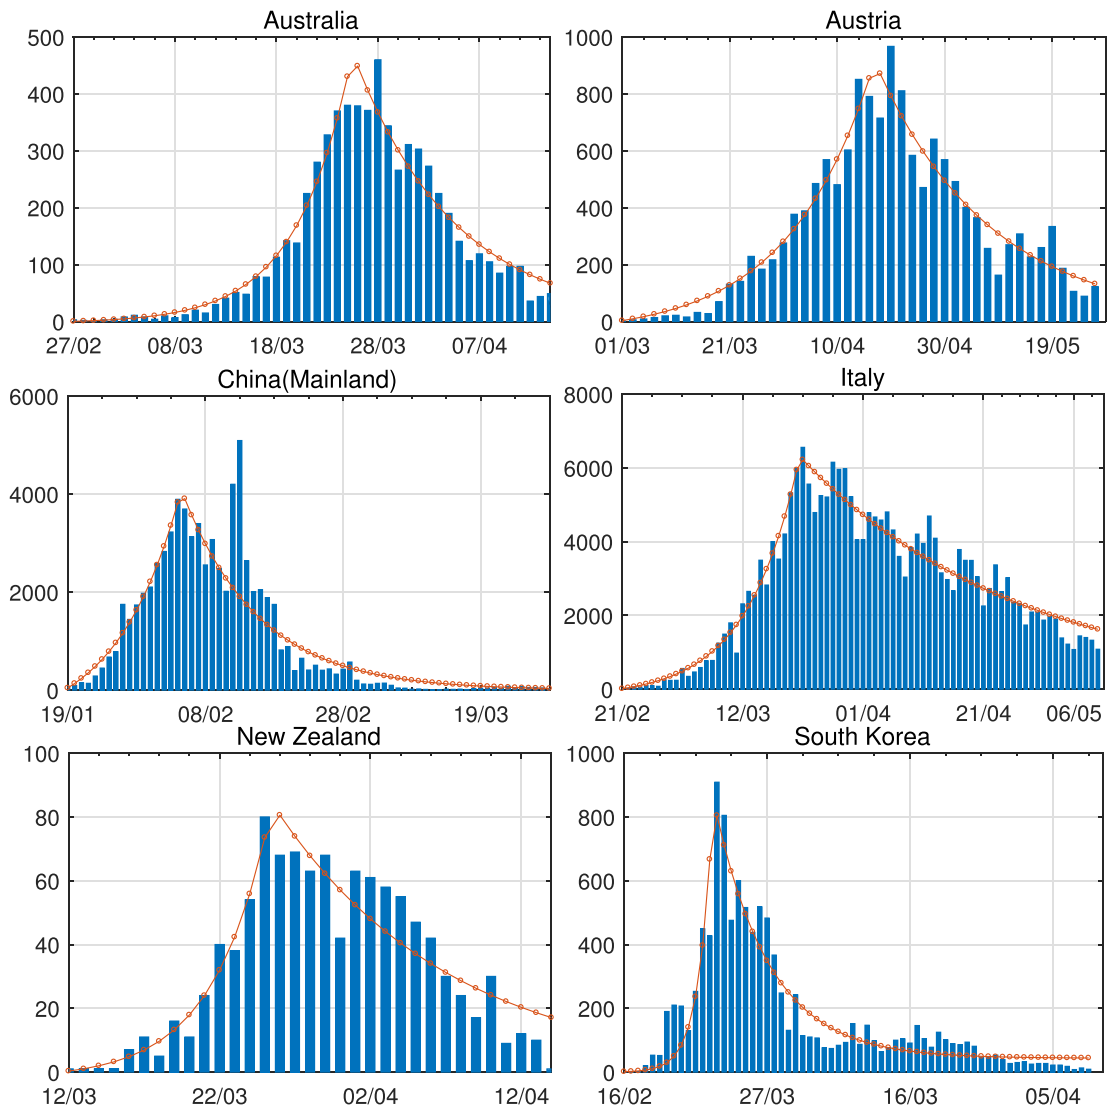 Australia
500
400
300
200
100
0
27/02 08/03 18/03 28/03 07/04
Austria
1000
800
600
400
200
0
01/03 21/03 10/04 30/04 19/05
China(Mainland)
6000
4000
2000
0
19/01 08/02 28/02 19/03
Italy
8000
6000
4000
2000
0
21/02 12/03 01/04 21/04 06/05
New Zealand
100
80
60
40
20
0
12/03 22/03 02/04 12/04
South Korea
1000
800
600
400
200
0
16/02 27/03 16/03 05/04